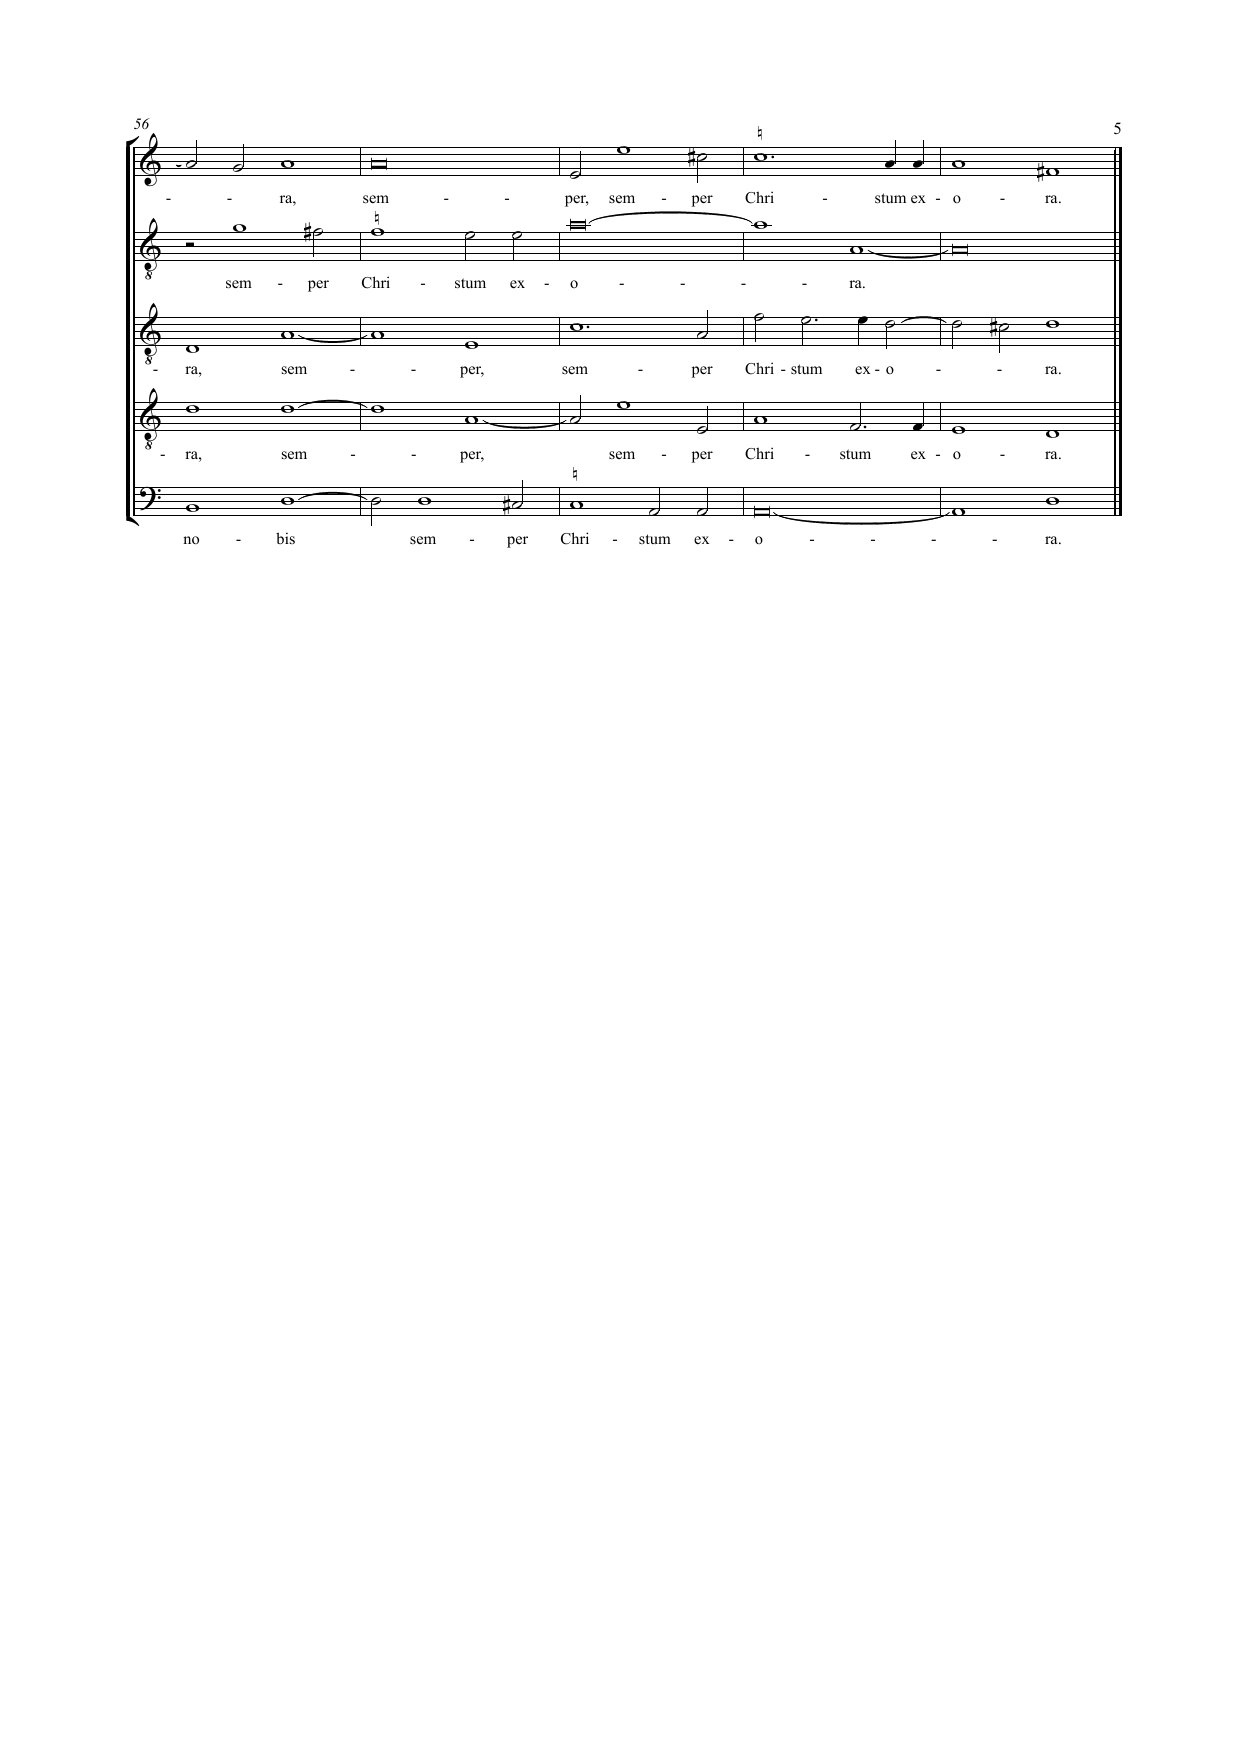 56
5
- - ra, sem - - per, sem - per Chri - stum ex - o - ra.
sem - per Chri - stum ex - o - - - - ra.
- ra, sem - - per, sem - per Chri - stum ex - o - - ra.
- ra, sem - - per, sem - per Chri - stum ex - o - ra.
no - bis sem - per Chri - stum ex - o - - - - ra.